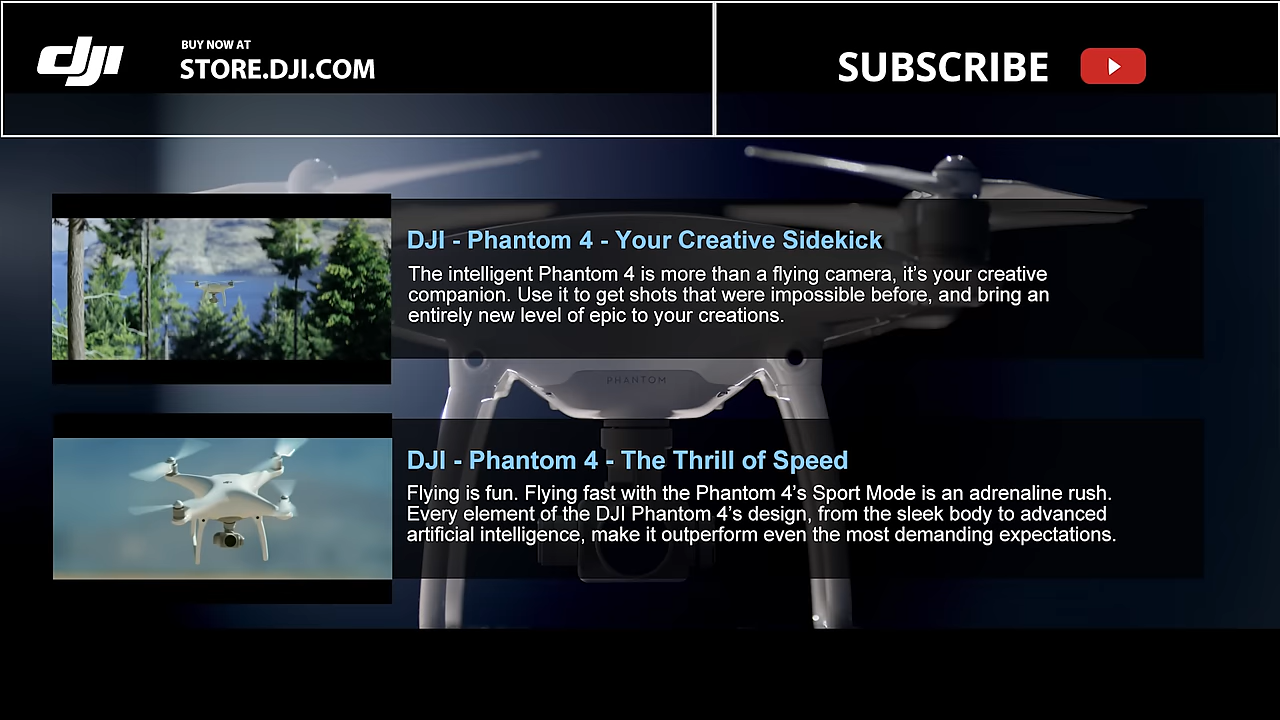 dji
BUY NOW AT
STORE.DJI.COM
SUBSCRIBE
DJI - Phantom 4 - Your Creative Sidekick
The intelligent Phantom 4 is more than a flying camera, it’s your creative
companion. Use it to get shots that were impossible before, and bring an
entirely new level of epic to your creations.
PHANTOM
DJI - Phantom 4 - The Thrill of Speed
Flying is fun. Flying fast with the Phantom 4’s Sport Mode is an adrenaline rush.
Every element of the DJI Phantom 4’s design, from the sleek body to advanced
artificial intelligence, make it outperform even the most demanding expectations.